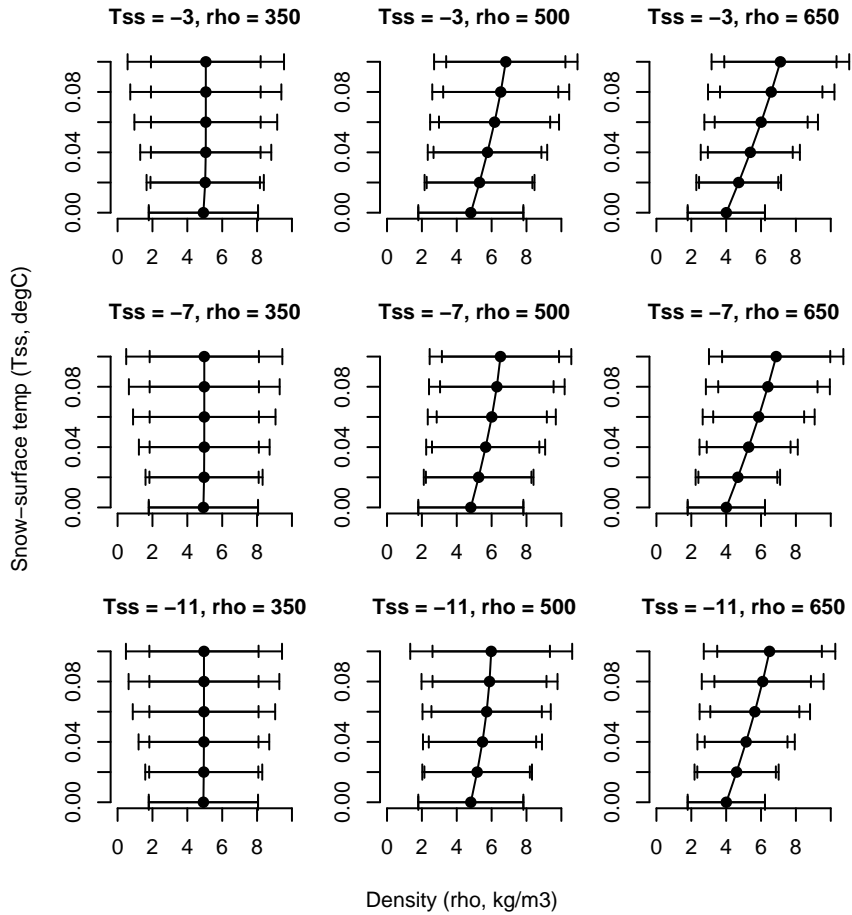 Tss = −3, rho = 350 Tss = −3, rho = 500 Tss = −3, rho = 650
0.00 0.04 0.08 0.00 0.04 0.08 0.00 0.04 0.08
0 2 4 6 8 0 2 4 6 8 0 2 4 6 8
Tss = −7, rho = 350 Tss = −7, rho = 500 Tss = −7, rho = 650
0.00 0.04 0.08 0.00 0.04 0.08 0.00 0.04 0.08
0 2 4 6 8 0 2 4 6 8 0 2 4 6 8
Snow−surface temp (Tss, degC)
Tss = −11, rho = 350 Tss = −11, rho = 500 Tss = −11, rho = 650
0.00 0.04 0.08 0.00 0.04 0.08 0.00 0.04 0.08
0 2 4 6 8 0 2 4 6 8 0 2 4 6 8
Density (rho, kg/m3)